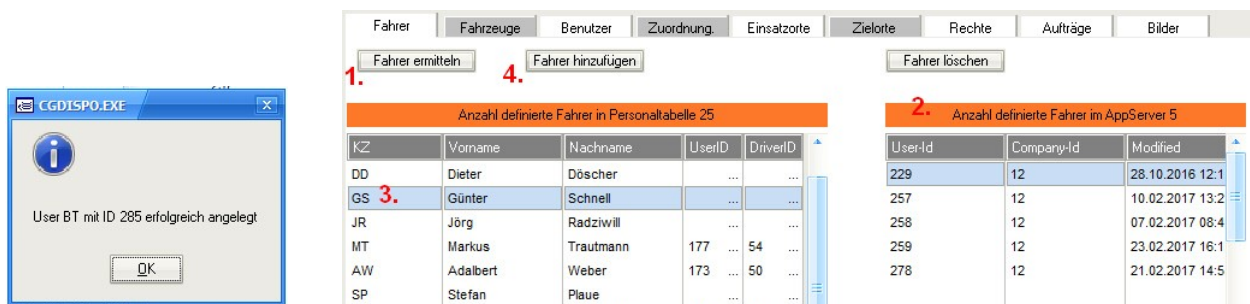 CGDISPO.EXE
User BT mit ID 285 erfolgreich angelegt
OK
Fahrer Fahrzeuge Benutzer Zuordnung. Einsatzorte Zielorte Rechte Aufträge Bilder
Fahrer ermitteln Fahrer hinzufügen Fahrer löschen
1. 4.
Anzahl definierte Fahrer in Personaltabelle 25
2. Anzahl definierte Fahrer im AppServer 5
KZ Vorname Nachname UserID DriverID
DD Dieter Döscher ... ...
GS 3. Günter Schnell ... ...
JR Jörg Radziwill ... ...
MT Markus Trautmann 177 ... 54 ...
AW Adalbert Weber 173 ... 50 ...
SP Stefan Plaue ... ...
User-Id Company-Id Modified
229 12 28.10.2016 12:1
257 12 10.02.2017 13:2
258 12 07.02.2017 08:4
259 12 23.02.2017 16:1
278 12 21.02.2017 14:5